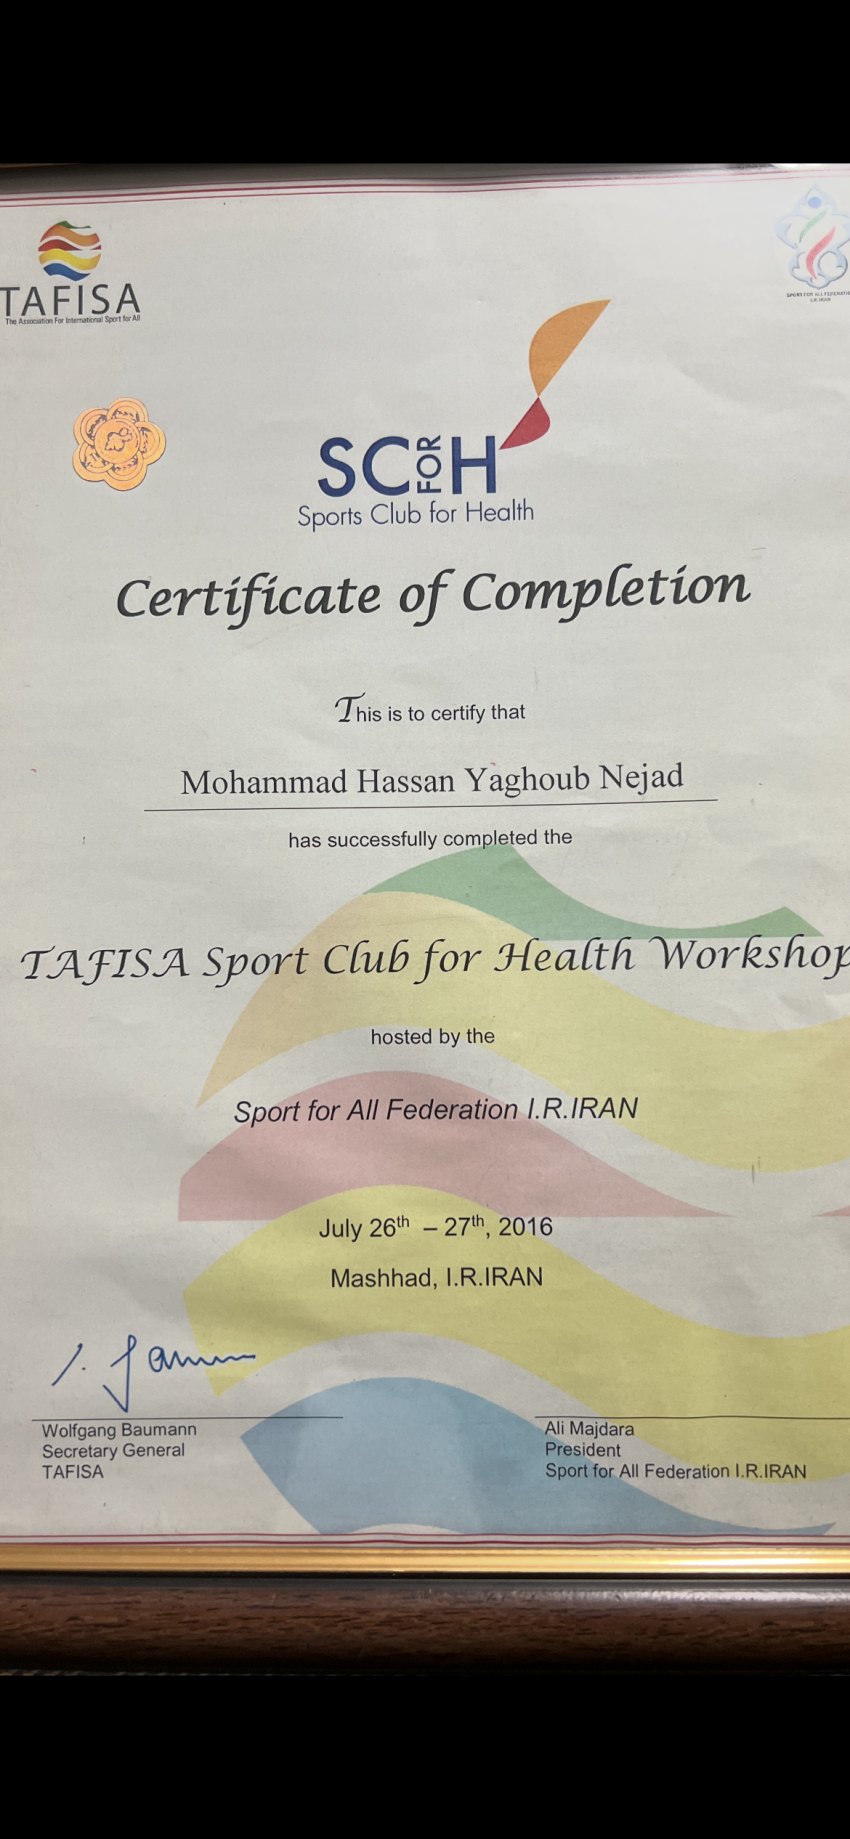 TAFISA
The Association For International Sport for All
SPORT FOR ALL FEDERATION
I.R.IRAN
SC FOR H
Sports Club for Health
Certificate of Completion
This is to certify that
Mohammad Hassan Yaghoub Nejad
has successfully completed the
TAFISA Sport Club for Health Workshop
hosted by the
Sport for All Federation I.R.IRAN
July 26th – 27th, 2016
Mashhad, I.R.IRAN
Wolfgang Baumann
Secretary General
TAFISA
Ali Majdara
President
Sport for All Federation I.R.IRAN